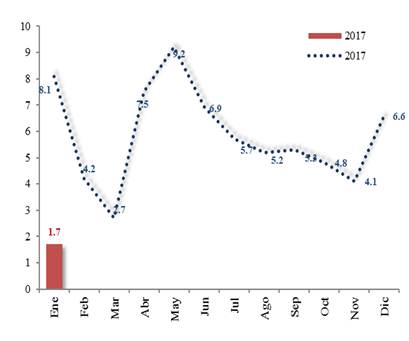 10
9
8
7
6
5
4
3
2
1
0
2017
2017
8.1
4.2
2.7
7.5
9.2
6.9
5.7
5.2
5.3
4.8
4.1
6.6
1.7
Ene
Feb
Mar
Abr
May
Jun
Jul
Ago
Sep
Oct
Nov
Dic